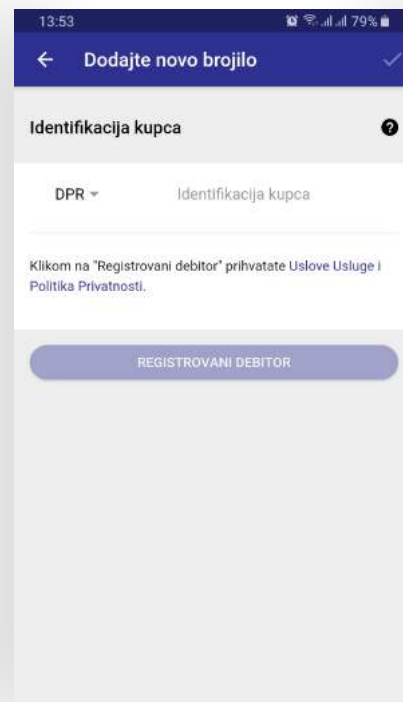 13:53 79%
Dodajte novo brojilo
Identifikacija kupca
DPR Identifikacija kupca
Klikom na "Registrovani debitor" prihvatate Uslove Usluge i
Politika Privatnosti.
REGISTROVANI DEBITOR